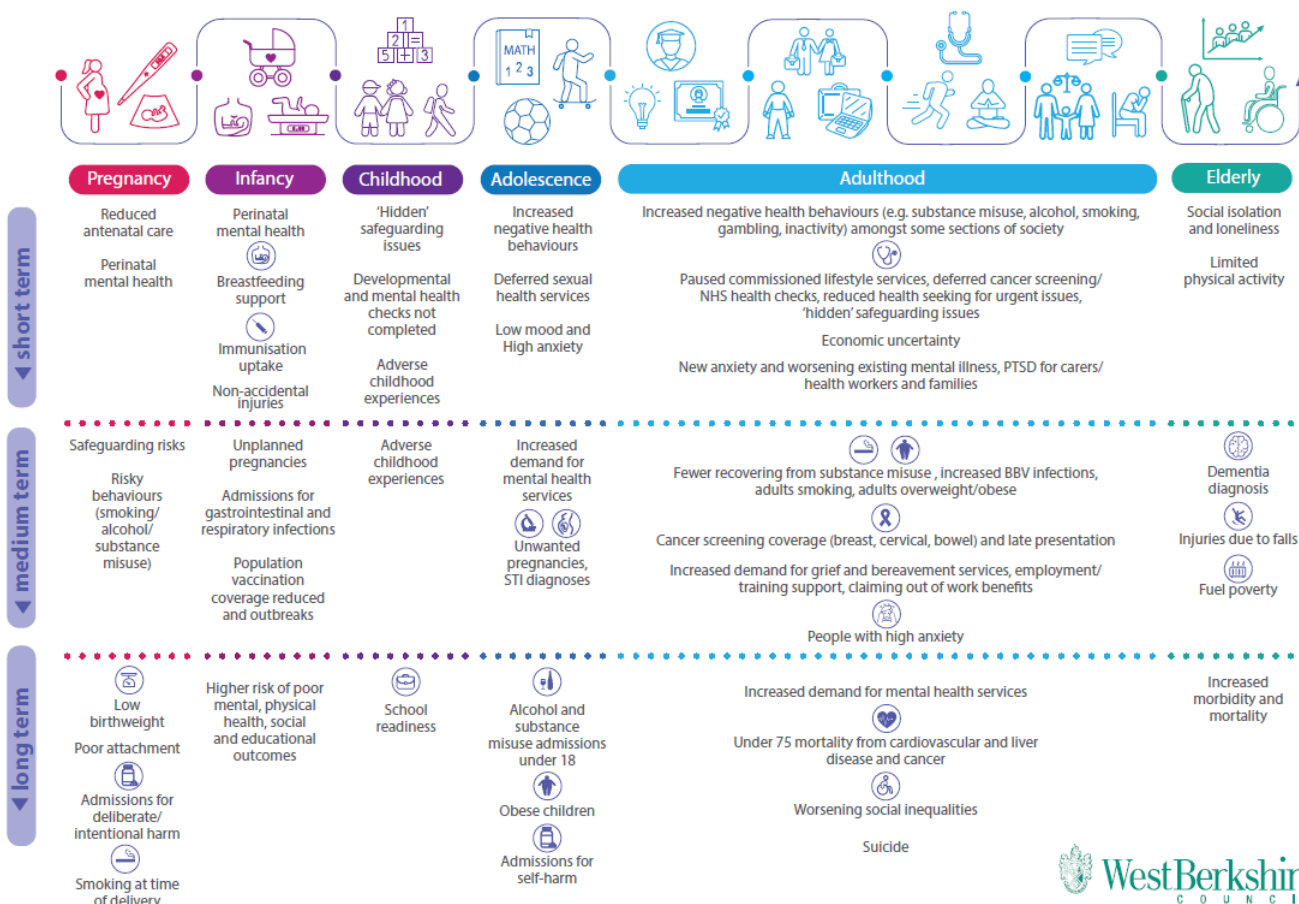 1
2 =
5 + 3
MATH
1 2 3
Pregnancy
Infancy
Childhood
Adolescence
Adulthood
Elderly
short term
Reduced
antenatal care
Perinatal
mental health
Perinatal
mental health
Breastfeeding
support
Immunisation
uptake
Non-accidental
injuries
‘Hidden’
safeguarding
issues
Developmental
and mental health
checks not
completed
Adverse
childhood
experiences
Increased
negative health
behaviours
Deferred sexual
health services
Low mood and
High anxiety
Increased negative health behaviours (e.g. substance misuse, alcohol, smoking,
gambling, inactivity) amongst some sections of society
Paused commissioned lifestyle services, deferred cancer screening/
NHS health checks, reduced health seeking for urgent issues,
‘hidden’ safeguarding issues
Economic uncertainty
New anxiety and worsening existing mental illness, PTSD for carers/
health workers and families
Social isolation
and loneliness
Limited
physical activity
medium term
Safeguarding risks
Risky
behaviours
(smoking/
alcohol/
substance
misuse)
Unplanned
pregnancies
Admissions for
gastrointestinal and
respiratory infections
Population
vaccination
coverage reduced
and outbreaks
Adverse
childhood
experiences
Increased
demand for
mental health
services
Unwanted
pregnancies,
STI diagnoses
Fewer recovering from substance misuse , increased BBV infections,
adults smoking, adults overweight/obese
Cancer screening coverage (breast, cervical, bowel) and late presentation
Increased demand for grief and bereavement services, employment/
training support, claiming out of work benefits
People with high anxiety
Dementia
diagnosis
Injuries due to falls
Fuel poverty
long term
Low
birthweight
Poor attachment
Admissions for
deliberate/
intentional harm
Smoking at time
of delivery
Higher risk of poor
mental, physical
health, social
and educational
outcomes
School
readiness
Alcohol and
substance
misuse admissions
under 18
Obese children
Admissions for
self-harm
Increased demand for mental health services
Under 75 mortality from cardiovascular and liver
disease and cancer
Worsening social inequalities
Suicide
Increased
morbidity and
mortality
West Berkshir
COUNCI